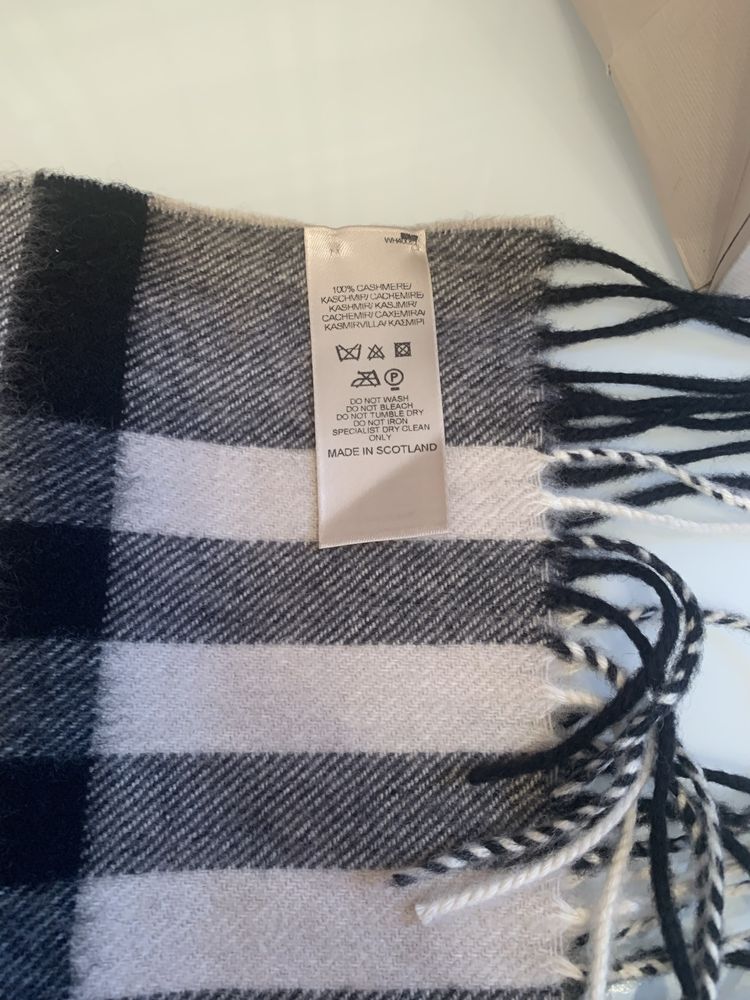 100% CASHMERE/
KASCHMIR/ CACHEMIRE/
KASHMIR/ KASJMIR/
CACHEMIR/ CAXEMIRA/
KASMIRVILLA/ ΚΑΣΜΙΡΙ
P
DO NOT WASH
DO NOT BLEACH
DO NOT TUMBLE DRY
DO NOT IRON
SPECIALIST DRY CLEAN
ONLY
MADE IN SCOTLAND